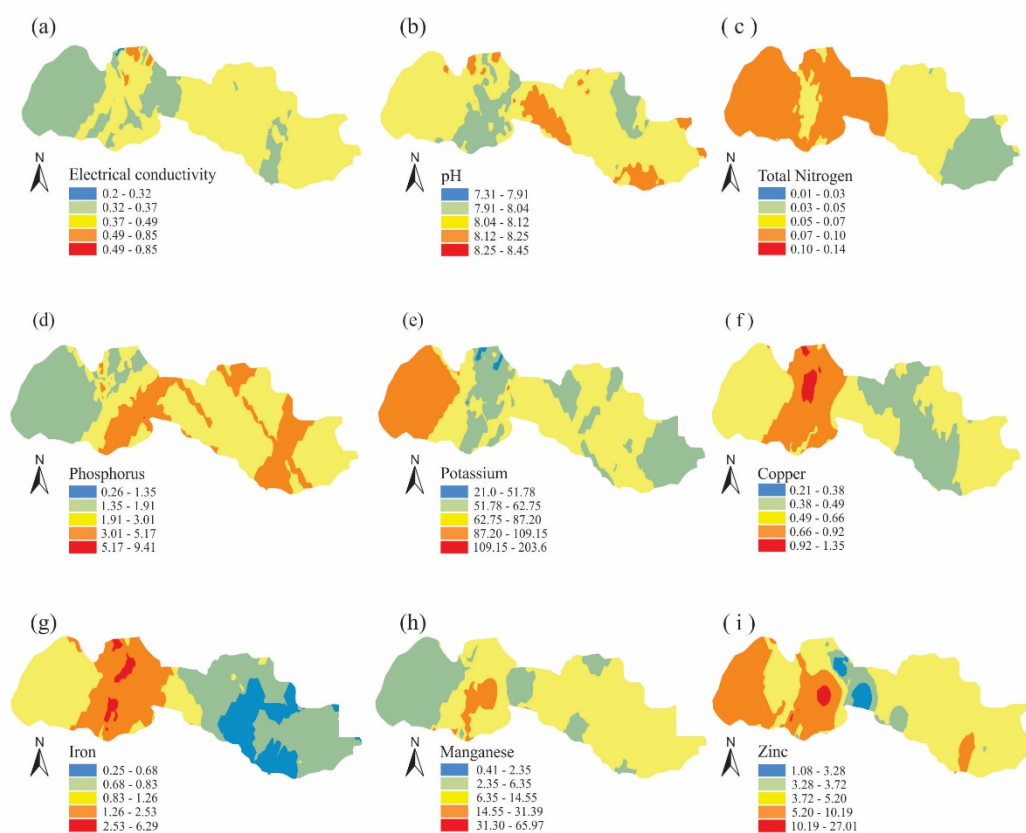 (a)
N
Electrical conductivity
0.2 - 0.32
0.32 - 0.37
0.37 - 0.49
0.49 - 0.85
0.49 - 0.85
(b)
N
pH
7.31 - 7.91
7.91 - 8.04
8.04 - 8.12
8.12 - 8.25
8.25 - 8.45
( c )
N
Total Nitrogen
0.01 - 0.03
0.03 - 0.05
0.05 - 0.07
0.07 - 0.10
0.10 - 0.14
(d)
N
Phosphorus
0.26 - 1.35
1.35 - 1.91
1.91 - 3.01
3.01 - 5.17
5.17 - 9.41
(e)
N
Potassium
21.0 - 51.78
51.78 - 62.75
62.75 - 87.20
87.20 - 109.15
109.15 - 203.6
( f )
N
Copper
0.21 - 0.38
0.38 - 0.49
0.49 - 0.66
0.66 - 0.92
0.92 - 1.35
(g)
N
Iron
0.25 - 0.68
0.68 - 0.83
0.83 - 1.26
1.26 - 2.53
2.53 - 6.29
(h)
N
Manganese
0.41 - 2.35
2.35 - 6.35
6.35 - 14.55
14.55 - 31.39
31.30 - 65.97
( i )
N
Zinc
1.08 - 3.28
3.28 - 3.72
3.72 - 5.20
5.20 - 10.19
10.19 - 27.01